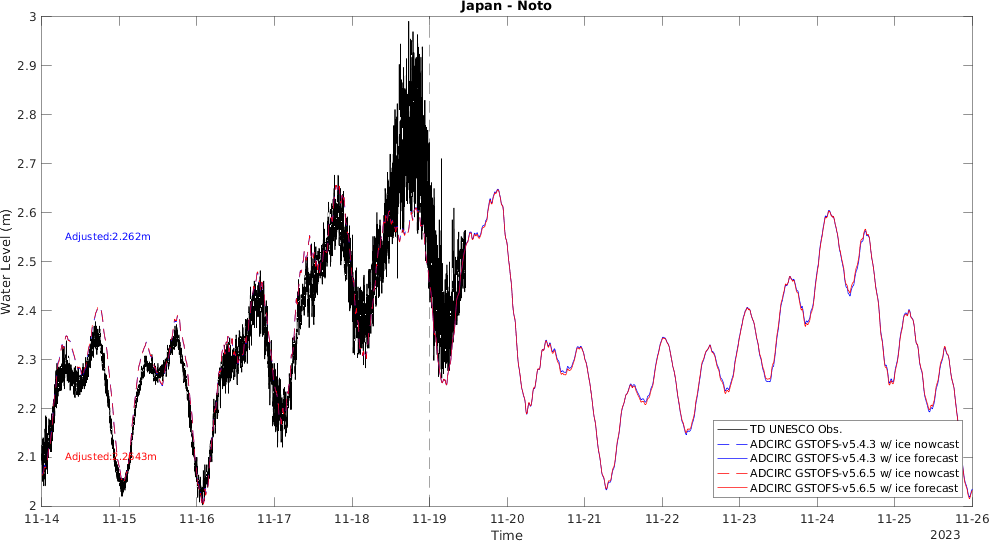 Japan - Noto
Water Level (m)
3
2.9
2.8
2.7
2.6
2.5
2.4
2.3
2.2
2.1
2
Adjusted:2.262m
Adjusted:2.2643m
TD UNESCO Obs.
ADCIRC GSTOFS-v5.4.3 w/ ice nowcast
ADCIRC GSTOFS-v5.4.3 w/ ice forecast
ADCIRC GSTOFS-v5.6.5 w/ ice nowcast
ADCIRC GSTOFS-v5.6.5 w/ ice forecast
11-14 11-15 11-16 11-17 11-18 11-19 11-20 11-21 11-22 11-23 11-24 11-25 11-26
Time
2023